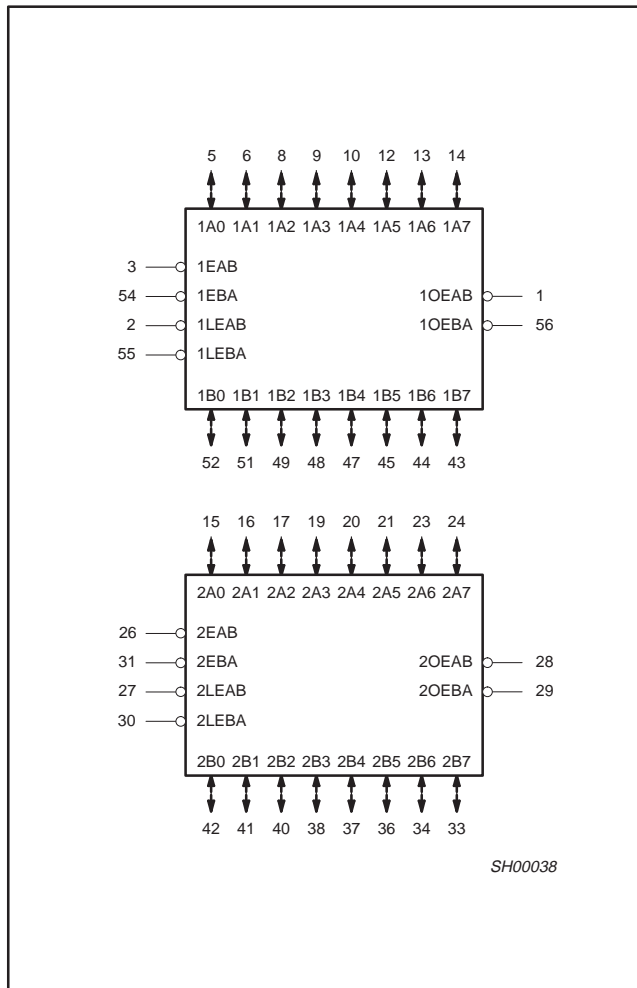 5 6 8 9 10 12 13 14
1A0 1A1 1A2 1A3 1A4 1A5 1A6 1A7
3 1EAB
54 1EBA 1OEAB 1
2 1LEAB 1OEBA 56
55 1LEBA
1B0 1B1 1B2 1B3 1B4 1B5 1B6 1B7
52 51 49 48 47 45 44 43
15 16 17 19 20 21 23 24
2A0 2A1 2A2 2A3 2A4 2A5 2A6 2A7
26 2EAB
31 2EBA 2OEAB 28
27 2LEAB 2OEBA 29
30 2LEBA
2B0 2B1 2B2 2B3 2B4 2B5 2B6 2B7
42 41 40 38 37 36 34 33
SH00038